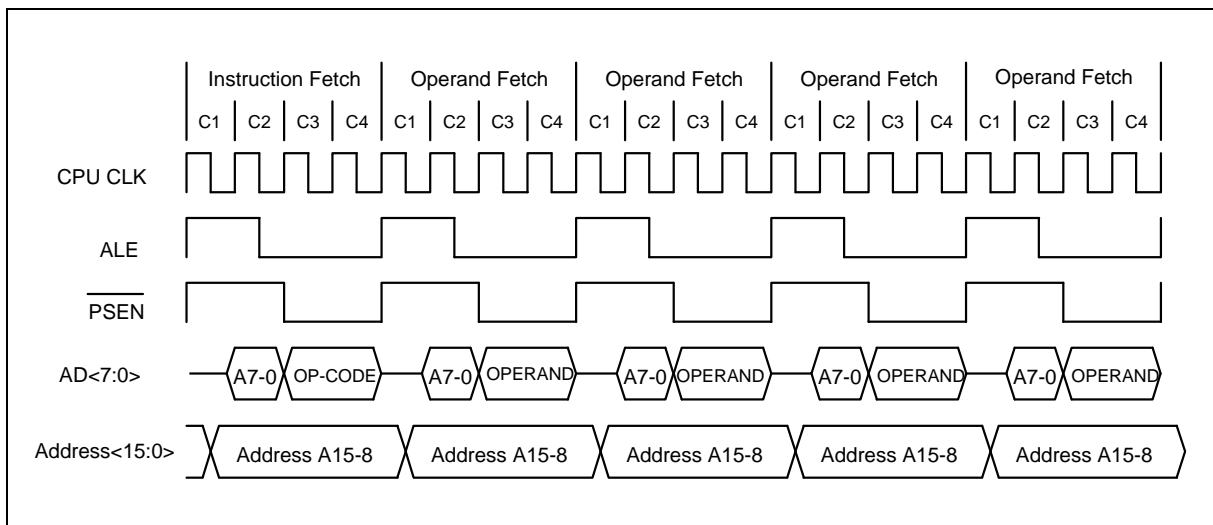 Instruction Fetch Operand Fetch Operand Fetch Operand Fetch Operand Fetch
C1 C2 C3 C4 C1 C2 C3 C4 C1 C2 C3 C4 C1 C2 C3 C4 C1 C2 C3 C4
CPU CLK
ALE
PSEN
AD<7:0> A7-0 OP-CODE A7-0 OPERAND A7-0 OPERAND A7-0 OPERAND A7-0 OPERAND
Address<15:0> Address A15-8 Address A15-8 Address A15-8 Address A15-8 Address A15-8